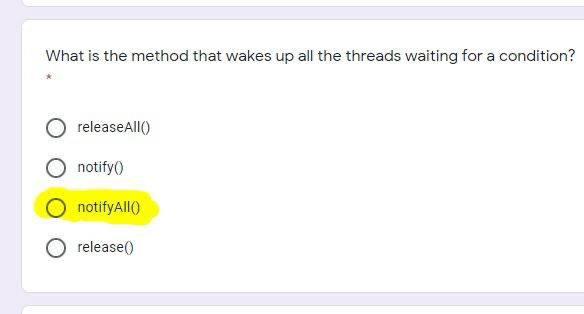 What is the method that wakes up all the threads waiting for a condition?
*
releaseAll()
notify()
notifyAll()
release()